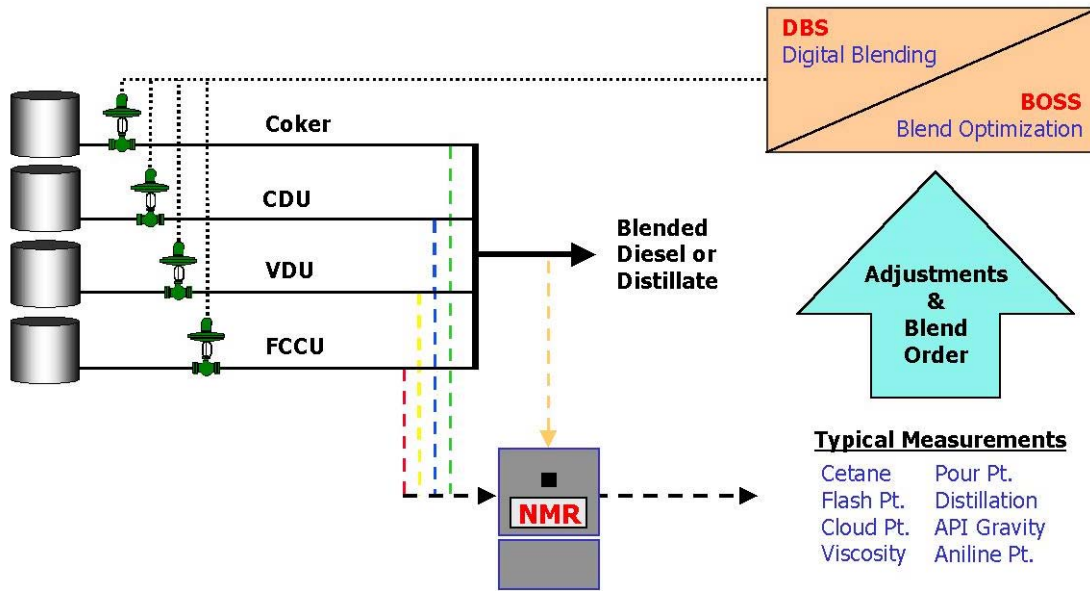 DBS
Digital Blending
BOSS
Blend Optimization
Coker
CDU
VDU
FCCU
Blended
Diesel or
Distillate
Adjustments
&
Blend
Order
NMR
Typical Measurements
Cetane Pour Pt.
Flash Pt. Distillation
Cloud Pt. API Gravity
Viscosity Aniline Pt.